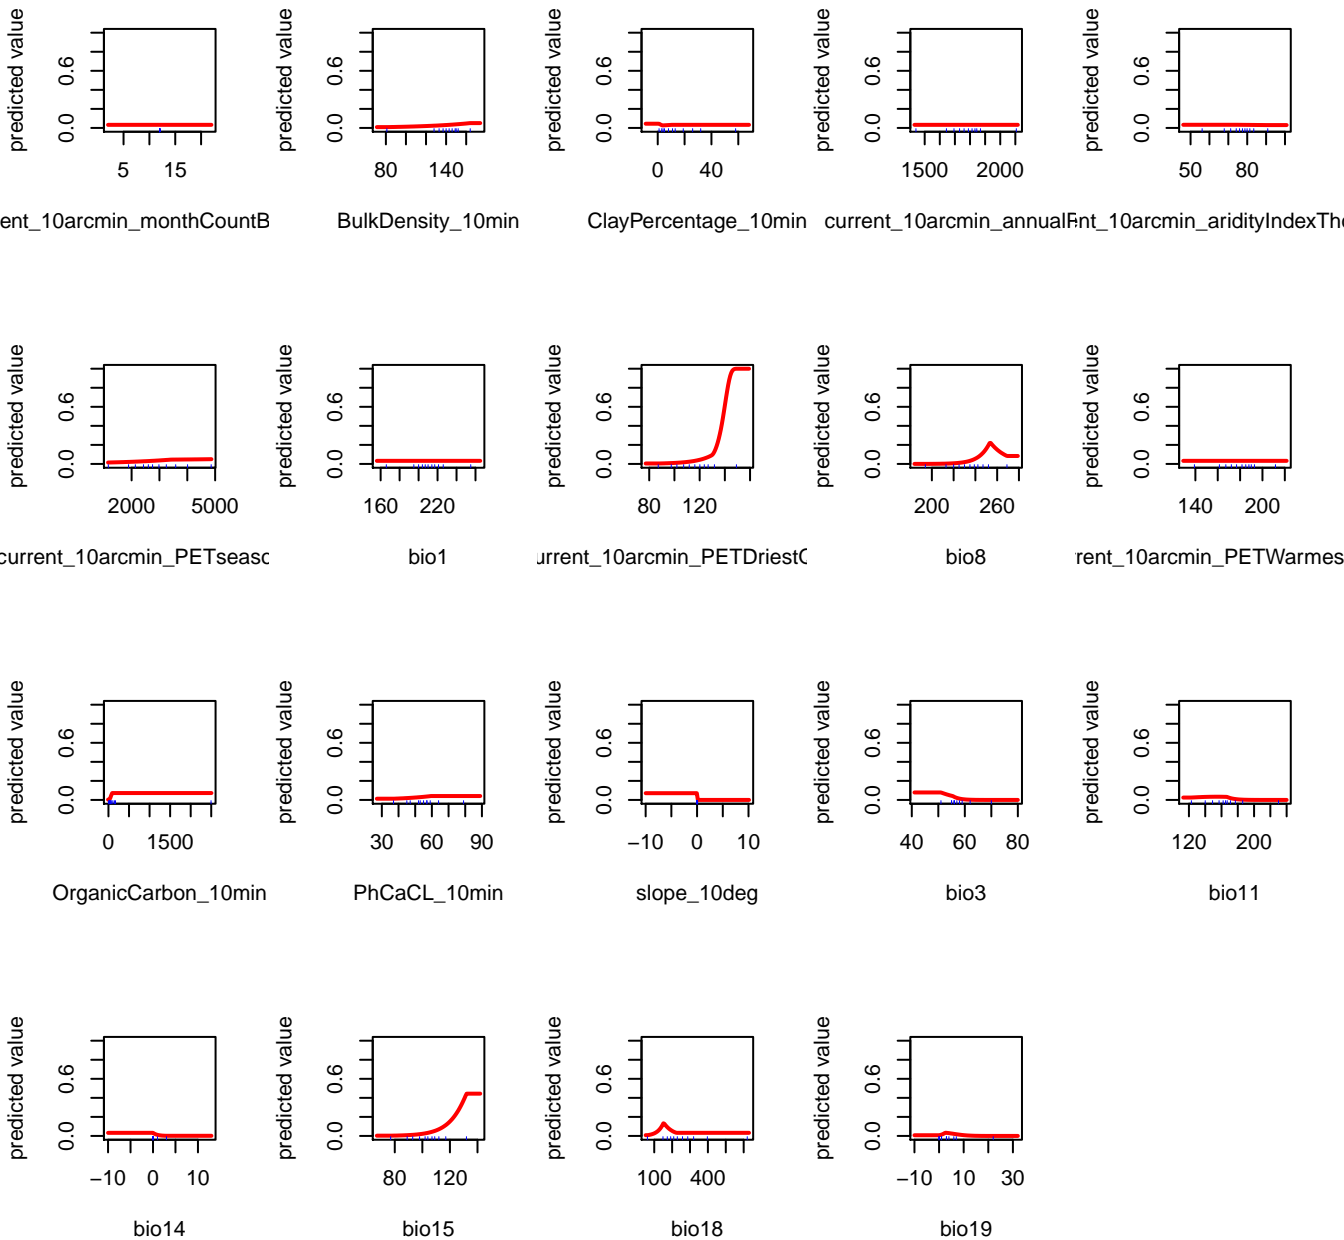 predicted value
0.0 0.6
5 15
ent_10arcmin_monthCountB
predicted value
0.0 0.6
80 140
BulkDensity_10min
predicted value
0.0 0.6
0 40
ClayPercentage_10min
predicted value
0.0 0.6
1500 2000
current_10arcmin_annual
predicted value
0.0 0.6
50 80
nt_10arcmin_aridityIndexTh
predicted value
0.0 0.6
2000 5000
current_10arcmin_PETseas
predicted value
0.0 0.6
160 220
bio1
predicted value
0.0 0.6
80 120
urrent_10arcmin_PETDriest
predicted value
0.0 0.6
200 260
bio8
predicted value
0.0 0.6
140 200
rrent_10arcmin_PETWarmes
predicted value
0.0 0.6
0 1500
OrganicCarbon_10min
predicted value
0.0 0.6
30 60 90
PhCaCL_10min
predicted value
0.0 0.6
−10 0 10
slope_10deg
predicted value
0.0 0.6
40 60 80
bio3
predicted value
0.0 0.6
120 200
bio11
predicted value
0.0 0.6
−10 0 10
bio14
predicted value
0.0 0.6
80 120
bio15
predicted value
0.0 0.6
100 400
bio18
predicted value
0.0 0.6
−10 10 30
bio19